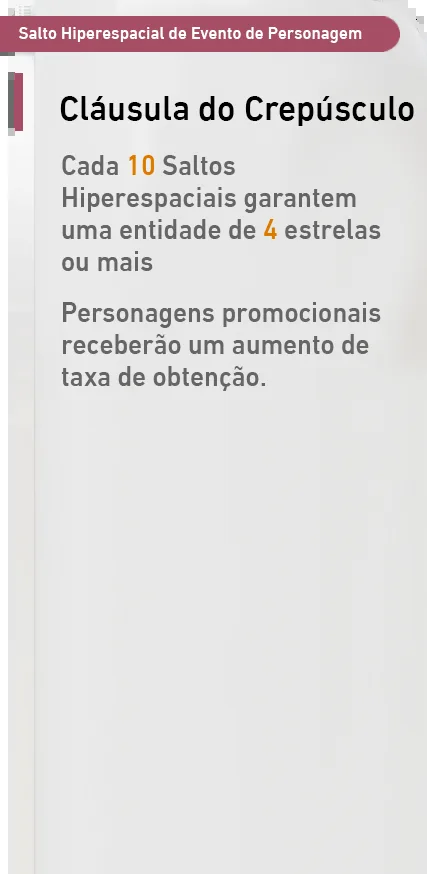 Salto Hiperespacial de Evento de Personagem
Cláusula do Crepúsculo
Cada 10 Saltos
Hiperespaciais garantem
uma entidade de 4 estrelas
ou mais
Personagens promocionais
receberão um aumento de
taxa de obtenção.